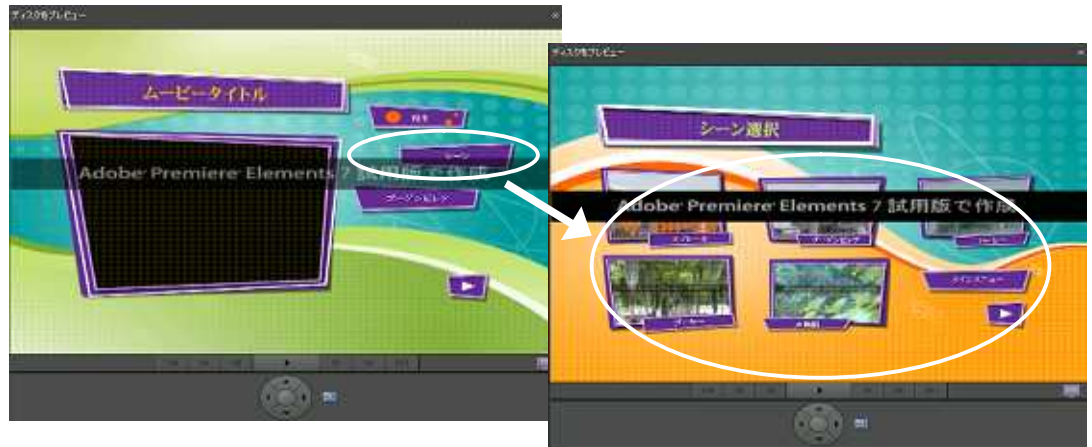 ディスクをプレビュー
ムービータイトル
再生
シーン
Adobe Premiere Elements 7 試用版で作成
ディスクをプレビュー
シーン選択
Adobe Premiere Elements 7 試用版で作成
メインメニュー